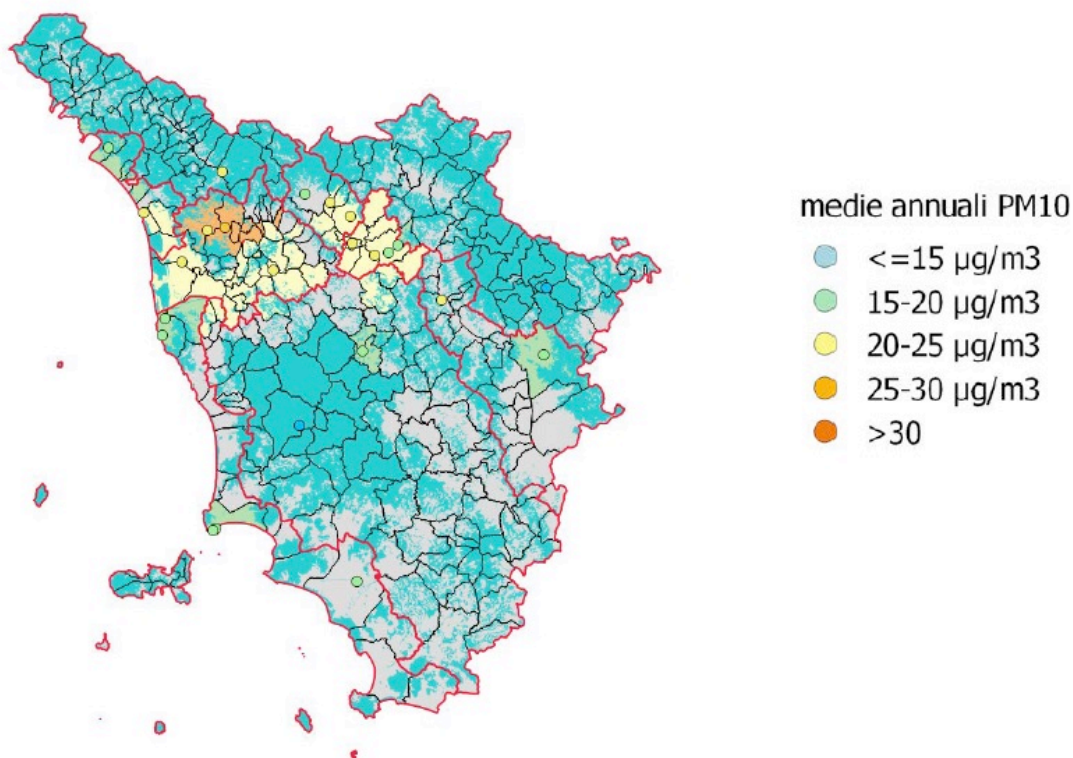 medie annuali PM10
<=15 µg/m3
15-20 µg/m3
20-25 µg/m3
25-30 µg/m3
>30